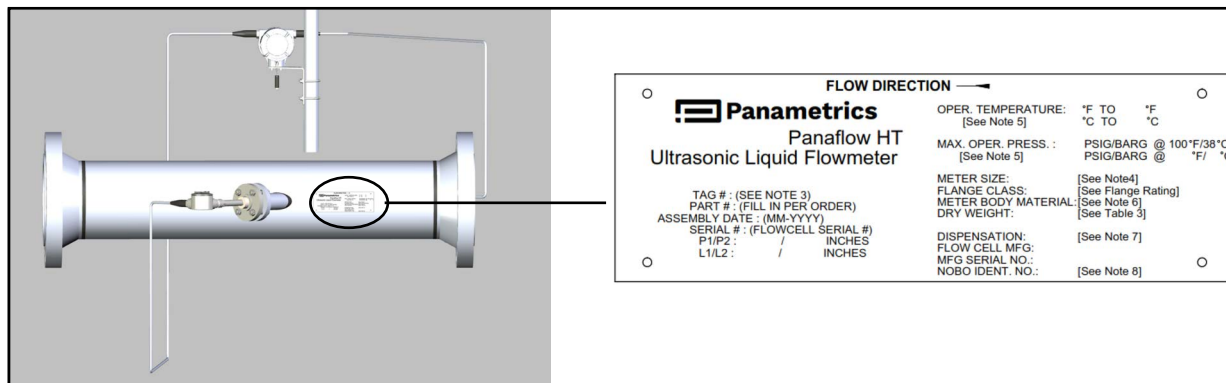 FLOW DIRECTION
Panametrics
Panaflow HT
Ultrasonic Liquid Flowmeter
TAG # : (SEE NOTE 3)
PART # : (FILL IN PER ORDER)
ASSEMBLY DATE : (MM-YYYY)
SERIAL # : (FLOWCELL SERIAL #)
P1/P2 : / INCHES
L1/L2 : / INCHES
OPER. TEMPERATURE: °F TO °F
[See Note 5] °C TO °C
MAX. OPER. PRESS. : PSIG/BARG @ 100°F/38°C
[See Note 5] PSIG/BARG @ °F/ °C
METER SIZE: [See Note4]
FLANGE CLASS: [See Flange Rating]
METER BODY MATERIAL: [See Note 6]
DRY WEIGHT: [See Table 3]
DISPENSATION: [See Note 7]
FLOW CELL MFG:
MFG SERIAL NO.:
NOBO IDENT. NO.: [See Note 8]